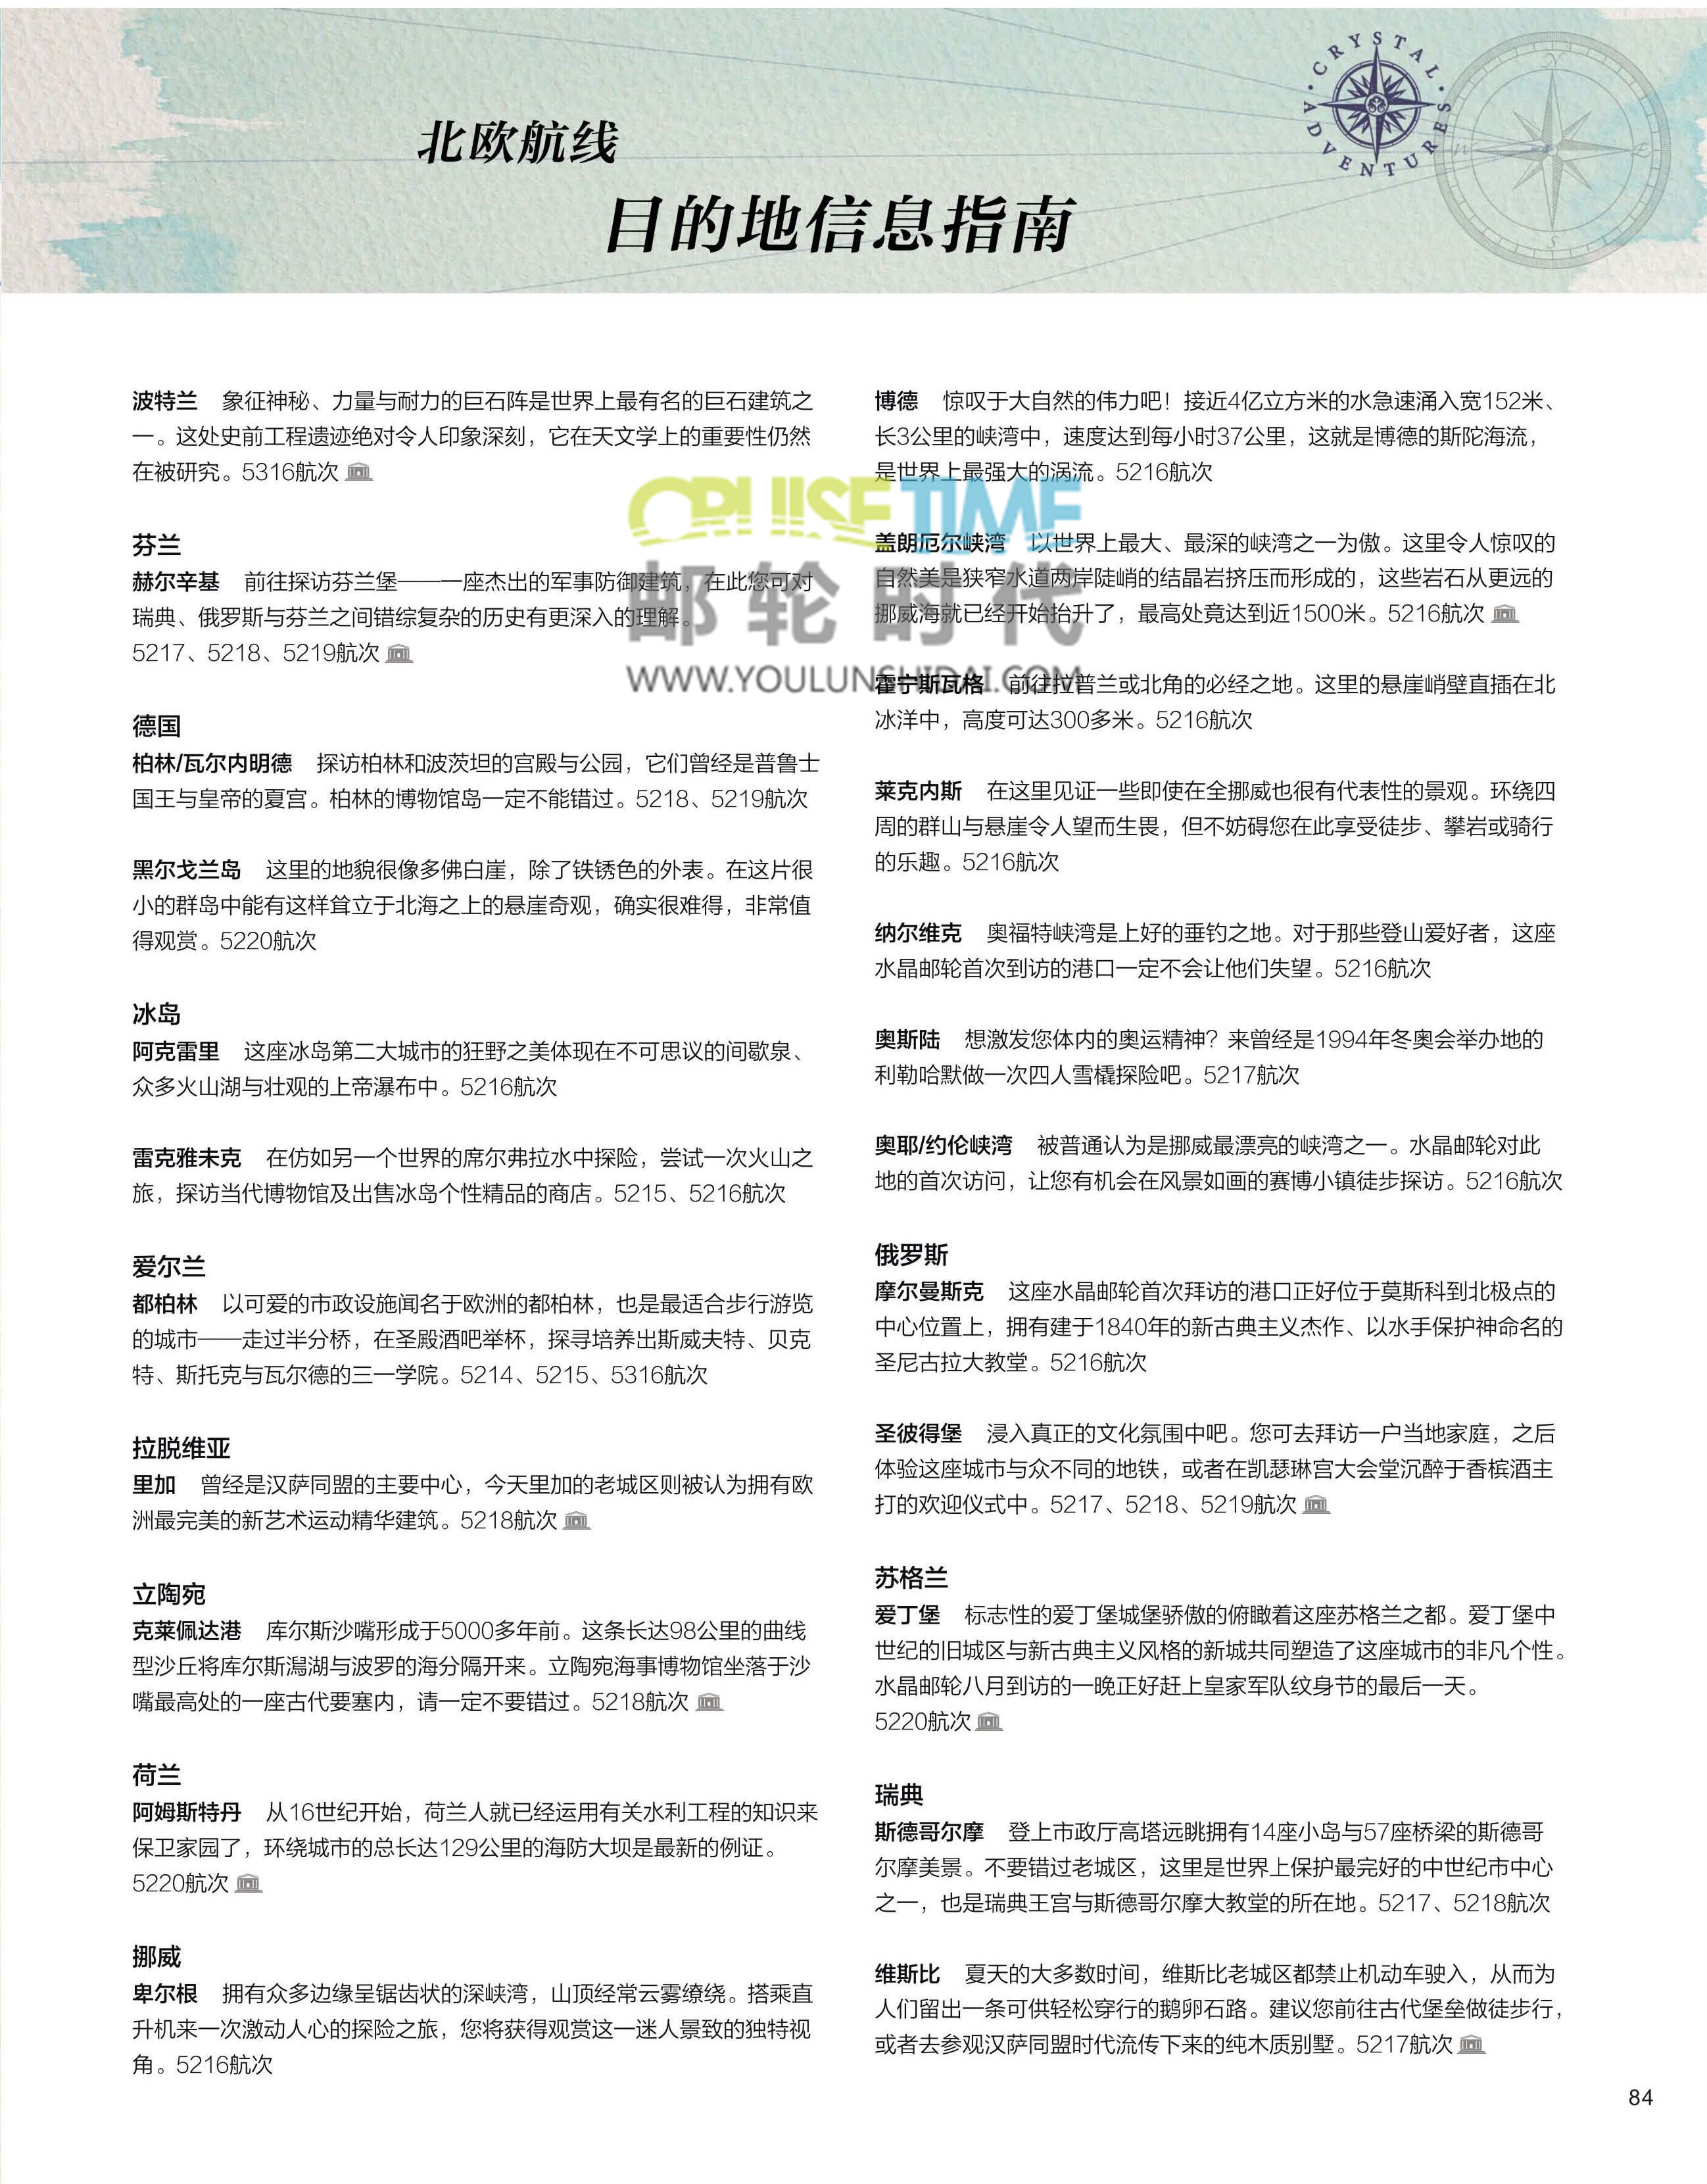 北欧航线
目的地信息指南
CRYSTAL ADVENTURES
波特兰 象征神秘、力量与耐力的巨石阵是世界上最有名的巨石建筑之
一。这处史前工程遗迹绝对令人印象深刻，它在天文学上的重要性仍然
在被研究。5316航次
芬兰
赫尔辛基 前往探访芬兰堡——一座杰出的军事防御建筑，在此您可对
瑞典、俄罗斯与芬兰之间错综复杂的历史有更深入的理解。
5217、5218、5219航次
德国
柏林/瓦尔内明德 探访柏林和波茨坦的宫殿与公园，它们曾经是普鲁士
国王与皇帝的夏宫。柏林的博物馆岛一定不能错过。5218、5219航次
黑尔戈兰岛 这里的地貌很像多佛白崖，除了铁锈色的外表。在这片很
小的群岛中能有这样耸立于北海之上的悬崖奇观，确实很难得，非常值
得观赏。5220航次
冰岛
阿克雷里 这座冰岛第二大城市的狂野之美体现在不可思议的间歇泉、
众多火山湖与壮观的上帝瀑布中。5216航次
雷克雅未克 在仿如另一个世界的席尔弗拉水中探险，尝试一次火山之
旅，探访当代博物馆及出售冰岛个性精品的商店。5215、5216航次
爱尔兰
都柏林 以可爱的市政设施闻名于欧洲的都柏林，也是最适合步行游览
的城市——走过半分桥，在圣殿酒吧举杯，探寻培养出斯威夫特、贝克
特、斯托克与瓦尔德的三一学院。5214、5215、5316航次
拉脱维亚
里加 曾经是汉萨同盟的主要中心，今天里加的老城区则被认为拥有欧
洲最完美的新艺术运动精华建筑。5218航次
立陶宛
克莱佩达港 库尔斯沙嘴形成于5000多年前。这条长达98公里的曲线
型沙丘将库尔斯潟湖与波罗的海分隔开来。立陶宛海事博物馆坐落于沙
嘴最高处的一座古代要塞内，请一定不要错过。5218航次
荷兰
阿姆斯特丹 从16世纪开始，荷兰人就已经运用有关水利工程的知识来
保卫家园了，环绕城市的总长达129公里的海防大坝是最新的例证。
5220航次
挪威
卑尔根 拥有众多边缘呈锯齿状的深峡湾，山顶经常云雾缭绕。搭乘直
升机来一次激动人心的探险之旅，您将获得观赏这一迷人景致的独特视
角。5216航次
博德 惊叹于大自然的伟力吧！接近4亿立方米的水急速涌入宽152米、
长3公里的峡湾中，速度达到每小时37公里，这就是博德的斯陀海流，
是世界上最强大的涡流。5216航次
盖朗厄尔峡湾 以世界上最大、最深的峡湾之一为傲。这里令人惊叹的
自然美是狭窄水道两岸陡峭的结晶岩挤压而形成的，这些岩石从更远的
挪威海就已经开始抬升了，最高处竟达到近1500米。5216航次
霍宁斯瓦格 前往拉普兰或北角的必经之地。这里的悬崖峭壁直插在北
冰洋中，高度可达300多米。5216航次
莱克内斯 在这里见证一些即使在全挪威也很有代表性的景观。环绕四
周的群山与悬崖令人望而生畏，但不妨碍您在此享受徒步、攀岩或骑行
的乐趣。5216航次
纳尔维克 奥福特峡湾是上好的垂钓之地。对于那些登山爱好者，这座
水晶邮轮首次到访的港口一定不会让他们失望。5216航次
奥斯陆 想激发您体内的奥运精神？来曾经是1994年冬奥会举办地的
利勒哈默做一次四人雪橇探险吧。5217航次
奥耶/约伦峡湾 被普通认为是挪威最漂亮的峡湾之一。水晶邮轮对此
地的首次访问，让您有机会在风景如画的赛博小镇徒步探访。5216航次
俄罗斯
摩尔曼斯克 这座水晶邮轮首次拜访的港口正好位于莫斯科到北极点的
中心位置上，拥有建于1840年的新古典主义杰作、以水手保护神命名的
圣尼古拉大教堂。5216航次
圣彼得堡 浸入真正的文化氛围中吧。您可去拜访一户当地家庭，之后
体验这座城市与众不同的地铁，或者在凯瑟琳宫大会堂沉醉于香槟酒主
打的欢迎仪式中。5217、5218、5219航次
苏格兰
爱丁堡 标志性的爱丁堡城堡骄傲的俯瞰着这座苏格兰之都。爱丁堡中
世纪的旧城区与新古典主义风格的新城共同塑造了这座城市的非凡个性。
水晶邮轮八月到访的一晚正好赶上皇家军队纹身节的最后一天。
5220航次
瑞典
斯德哥尔摩 登上市政厅高塔远眺拥有14座小岛与57座桥梁的斯德哥
尔摩美景。不要错过老城区，这里是世界上保护最完好的中世纪市中心
之一，也是瑞典王宫与斯德哥尔摩大教堂的所在地。5217、5218航次
维斯比 夏天的大多数时间，维斯比老城区都禁止机动车驶入，从而为
人们留出一条可供轻松穿行的鹅卵石路。建议您前往古代堡垒做徒步行，
或者去参观汉萨同盟时代流传下来的纯木质别墅。5217航次
CRUISE TIME
邮轮时代
WWW.YOULUNSHIDAI.COM
84